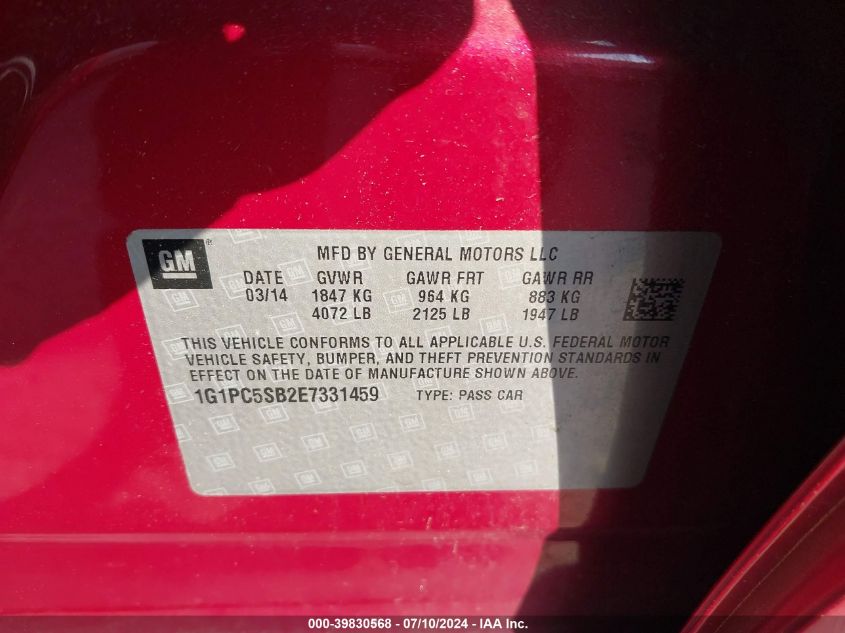 GM ®
MFD BY GENERAL MOTORS LLC
DATE GVWR GAWR FRT GAWR RR
03/14 1847 KG 964 KG 883 KG
4072 LB 2125 LB 1947 LB
THIS VEHICLE CONFORMS TO ALL APPLICABLE U.S. FEDERAL MOTOR
VEHICLE SAFETY, BUMPER, AND THEFT PREVENTION STANDARDS IN
EFFECT ON THE DATE OF MANUFACTURE SHOWN ABOVE.
1G1PC5SB2E7331459 TYPE: PASS CAR
000-39830568 - 07/10/2024 - IAA Inc.